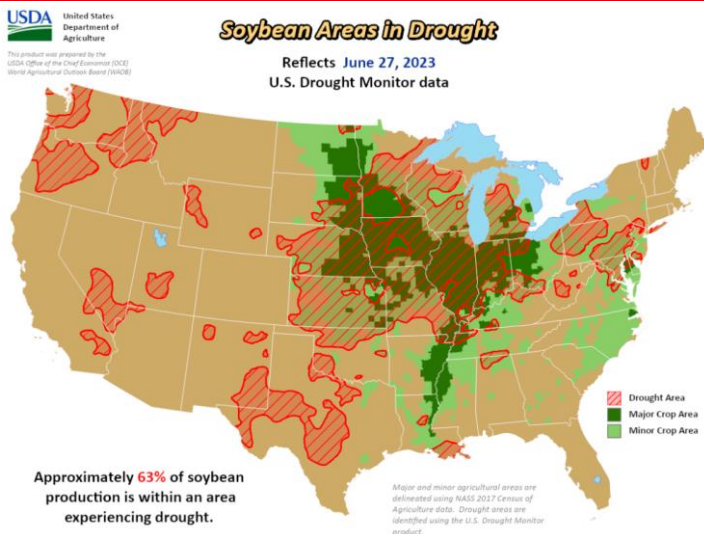 USDA
United States
Department of
Agriculture
This product was prepared by the
USDA Office of the Chief Economist (OCE)
World Agricultural Outlook Board (WAOB)
Soybean Areas in Drought
Reflects June 27, 2023
U.S. Drought Monitor data
Drought Area
Major Crop Area
Minor Crop Area
Approximately 63% of soybean
production is within an area
experiencing drought.
Major and minor agricultural areas are
delineated using NASS 2017 Census of
Agriculture data. Drought areas are
identified using the U.S. Drought Monitor
product.